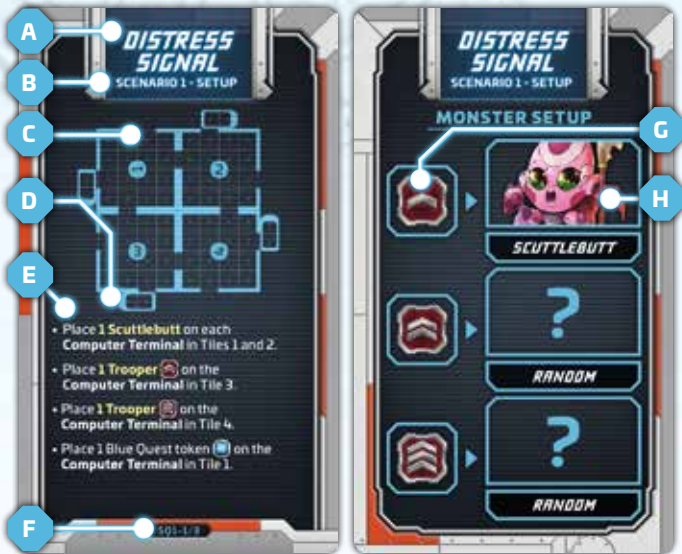 A
DISTRESS
SIGNAL
B
SCENARIO 1 - SETUP
C
1
2
D
3
4
E
• Place 1 Scuttlebutt on each
Computer Terminal in Tiles 1 and 2.
• Place 1 Trooper on the
Computer Terminal in Tile 3.
• Place 1 Trooper on the
Computer Terminal in Tile 4.
• Place 1 Blue Quest token on the
Computer Terminal in Tile 1.
F
DISTRESS
SIGNAL
SCENARIO 1 - SETUP
MONSTER SETUP
G
H
SCUTTLEBUTT
?
RANDOM
?
RANDOM